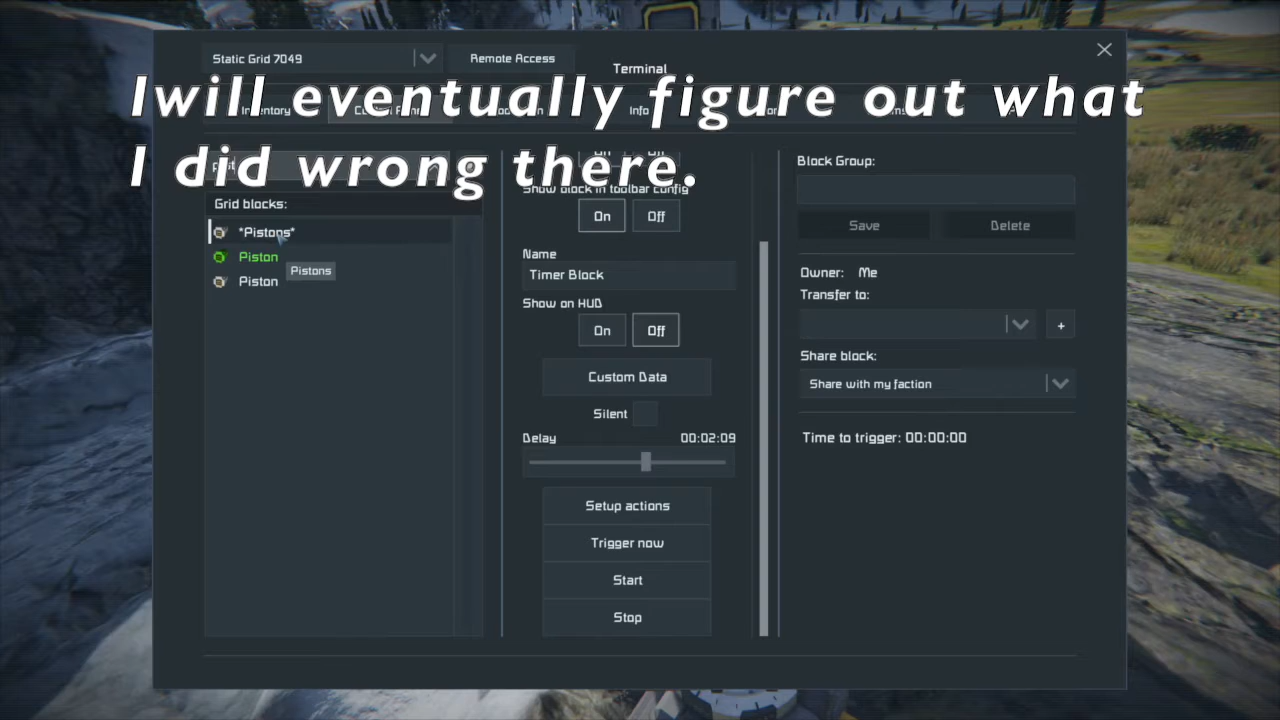 Static Grid 7049
Remote Access
Terminal
Iwill eventually figure out what
I did wrong there.
Inventory
Info
Grid blocks:
*Pistons*
Piston
Pistons
Piston
Show block in toolbar config
On Off
Name
Timer Block
Show on HUD
On Off
Custom Data
Silent
Delay 00:02:09
Setup actions
Trigger now
Start
Stop
Block Group:
Save Delete
Owner: Me
Transfer to:
+
Share block:
Share with my faction
Time to trigger: 00:00:00